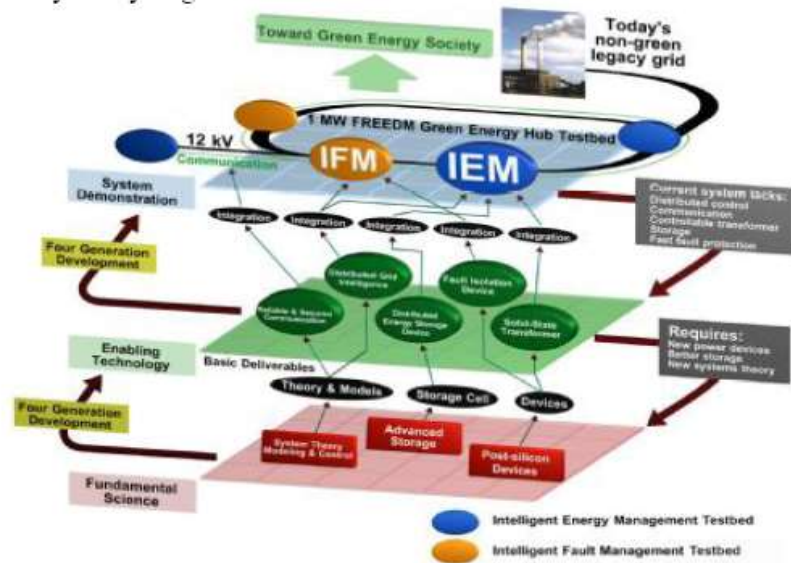 Toward Green Energy Society
Today's
non-green
legacy grid
1 MW FREEDM Green Energy Hub Testbed
12 kV
Communication
IFM
IEM
System
Demonstration
Current system lacks:
Distributed control
Communication
Controllable transformer
Storage
Fast fault protection
Integration
Integration
Integration
Integration
Integration
Four Generation
Development
Distributed Grid
Intelligence
Fault Isolation
Device
Reliable & Secure
Communication
Distributed
Energy Storage
Device
Solid-State
Transformer
Requires:
New power devices
Better storage
New systems theory
Enabling
Technology
Basic Deliverables
Theory & Models
Storage Cell
Devices
Four Generation
Development
System Theory
Modeling & Control
Advanced
Storage
Post-silicon
Devices
Fundamental
Science
Intelligent Energy Management Testbed
Intelligent Fault Management Testbed